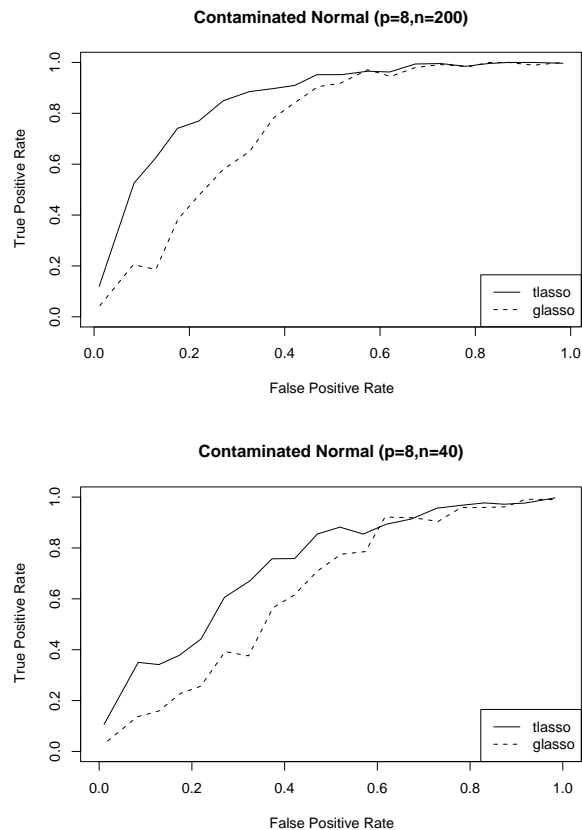 Contaminated Normal (p=8,n=200)
True Positive Rate
1.0
0.8
0.6
0.4
0.2
0.0
tlasso
glasso
0.0 0.2 0.4 0.6 0.8 1.0
False Positive Rate
Contaminated Normal (p=8,n=40)
True Positive Rate
1.0
0.8
0.6
0.4
0.2
0.0
tlasso
glasso
0.0 0.2 0.4 0.6 0.8 1.0
False Positive Rate